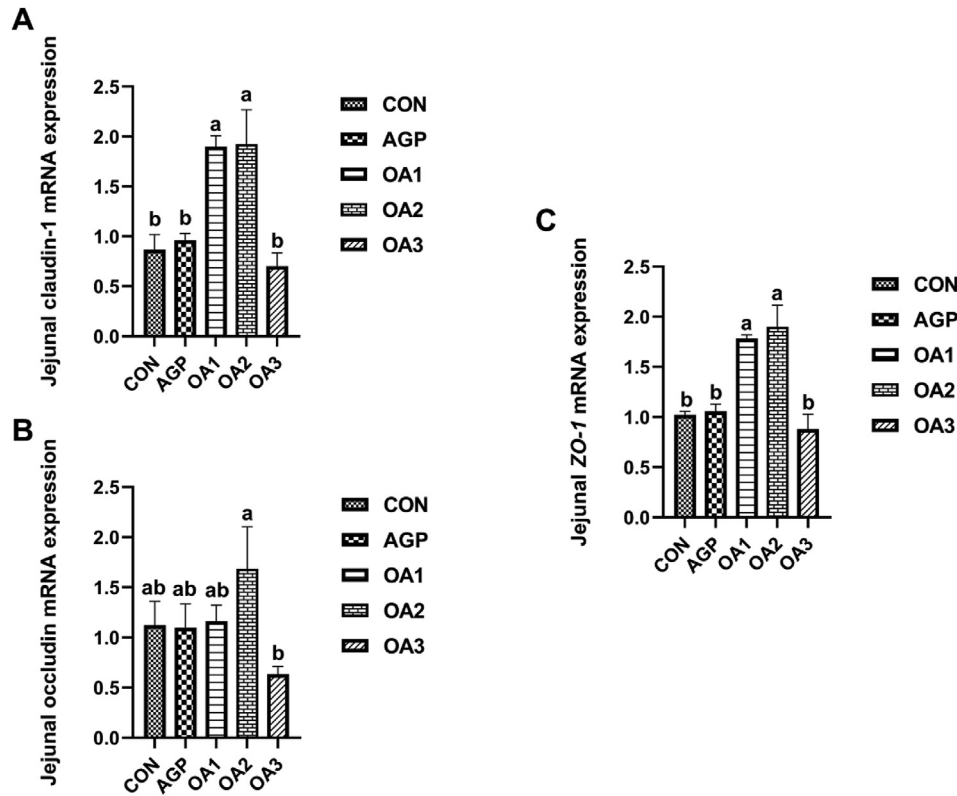 A
Jejunal claudin-1 mRNA expression
2.5
2.0
1.5
1.0
0.5
0.0
b
b
a
a
b
CON
AGP
OA1
OA2
OA3
CON
AGP
OA1
OA2
OA3
B
Jejunal occludin mRNA expression
2.5
2.0
1.5
1.0
0.5
0.0
ab
ab
ab
a
b
CON
AGP
OA1
OA2
OA3
CON
AGP
OA1
OA2
OA3
C
Jejunal ZO-1 mRNA expression
2.5
2.0
1.5
1.0
0.5
0.0
b
b
a
a
b
CON
AGP
OA1
OA2
OA3
CON
AGP
OA1
OA2
OA3